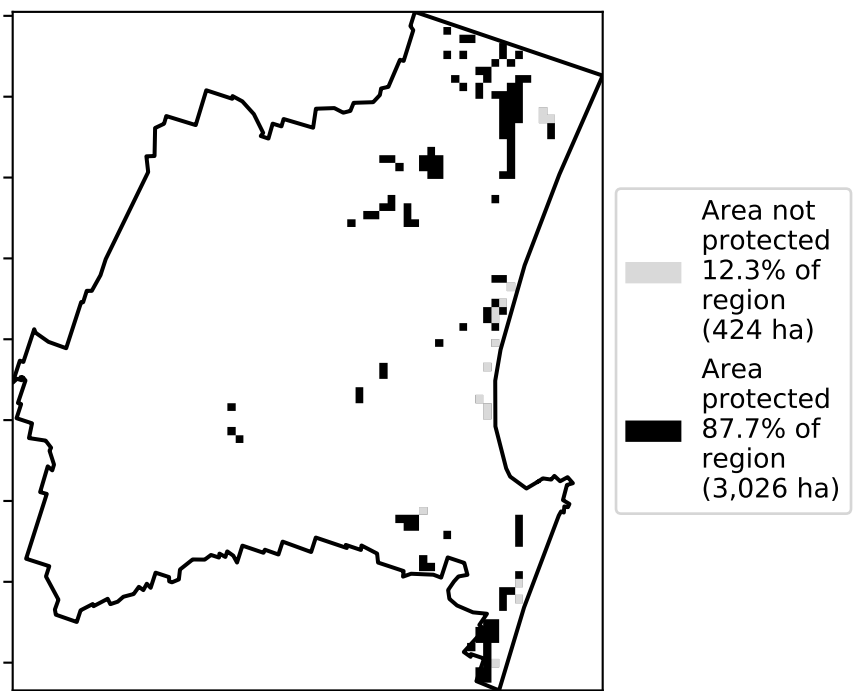 Area not
protected
12.3% of
region
(424 ha)
Area
protected
87.7% of
region
(3,026 ha)